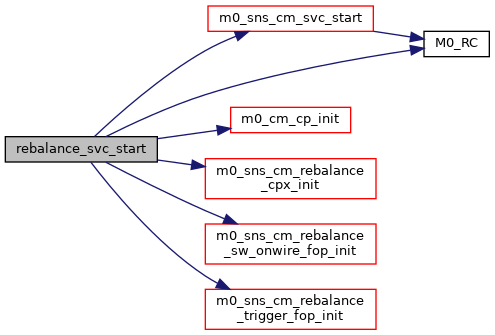 m0_sns_cm_svc_start
M0_RC
m0_cm_cp_init
rebalance_svc_start
m0_sns_cm_rebalance
_cpx_init
m0_sns_cm_rebalance
_sw_onwire_fop_init
m0_sns_cm_rebalance
_trigger_fop_init